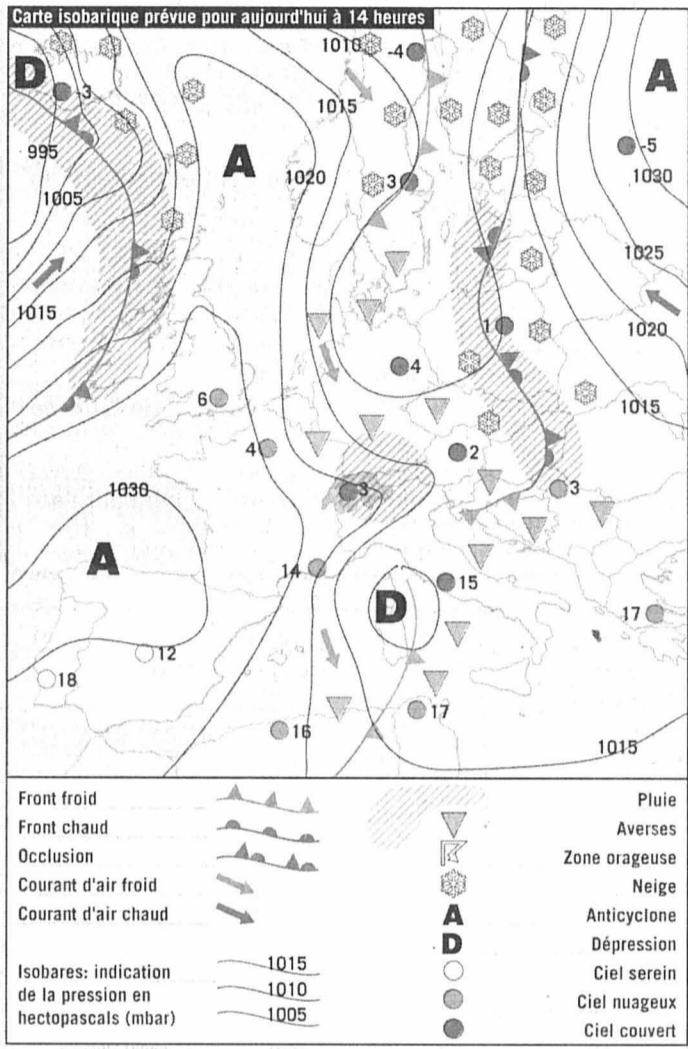 Carte isobarique prévue pour aujourd'hui à 14 heures
D
-3
995
1005
1015
A
1010
-4
1015
1020
3
A
-5
1030
1025
1020
1015
1
4
6
4
2
3
3
1030
A
14
D
15
17
12
18
16
17
1015
Front froid
Front chaud
Occlusion
Courant d'air froid
Courant d'air chaud
Isobares: indication
de la pression en
hectopascals (mbar)
1015
1010
1005
Pluie
Averses
Zone orageuse
Neige
A Anticyclone
D Dépression
Ciel serein
Ciel nuageux
Ciel couvert